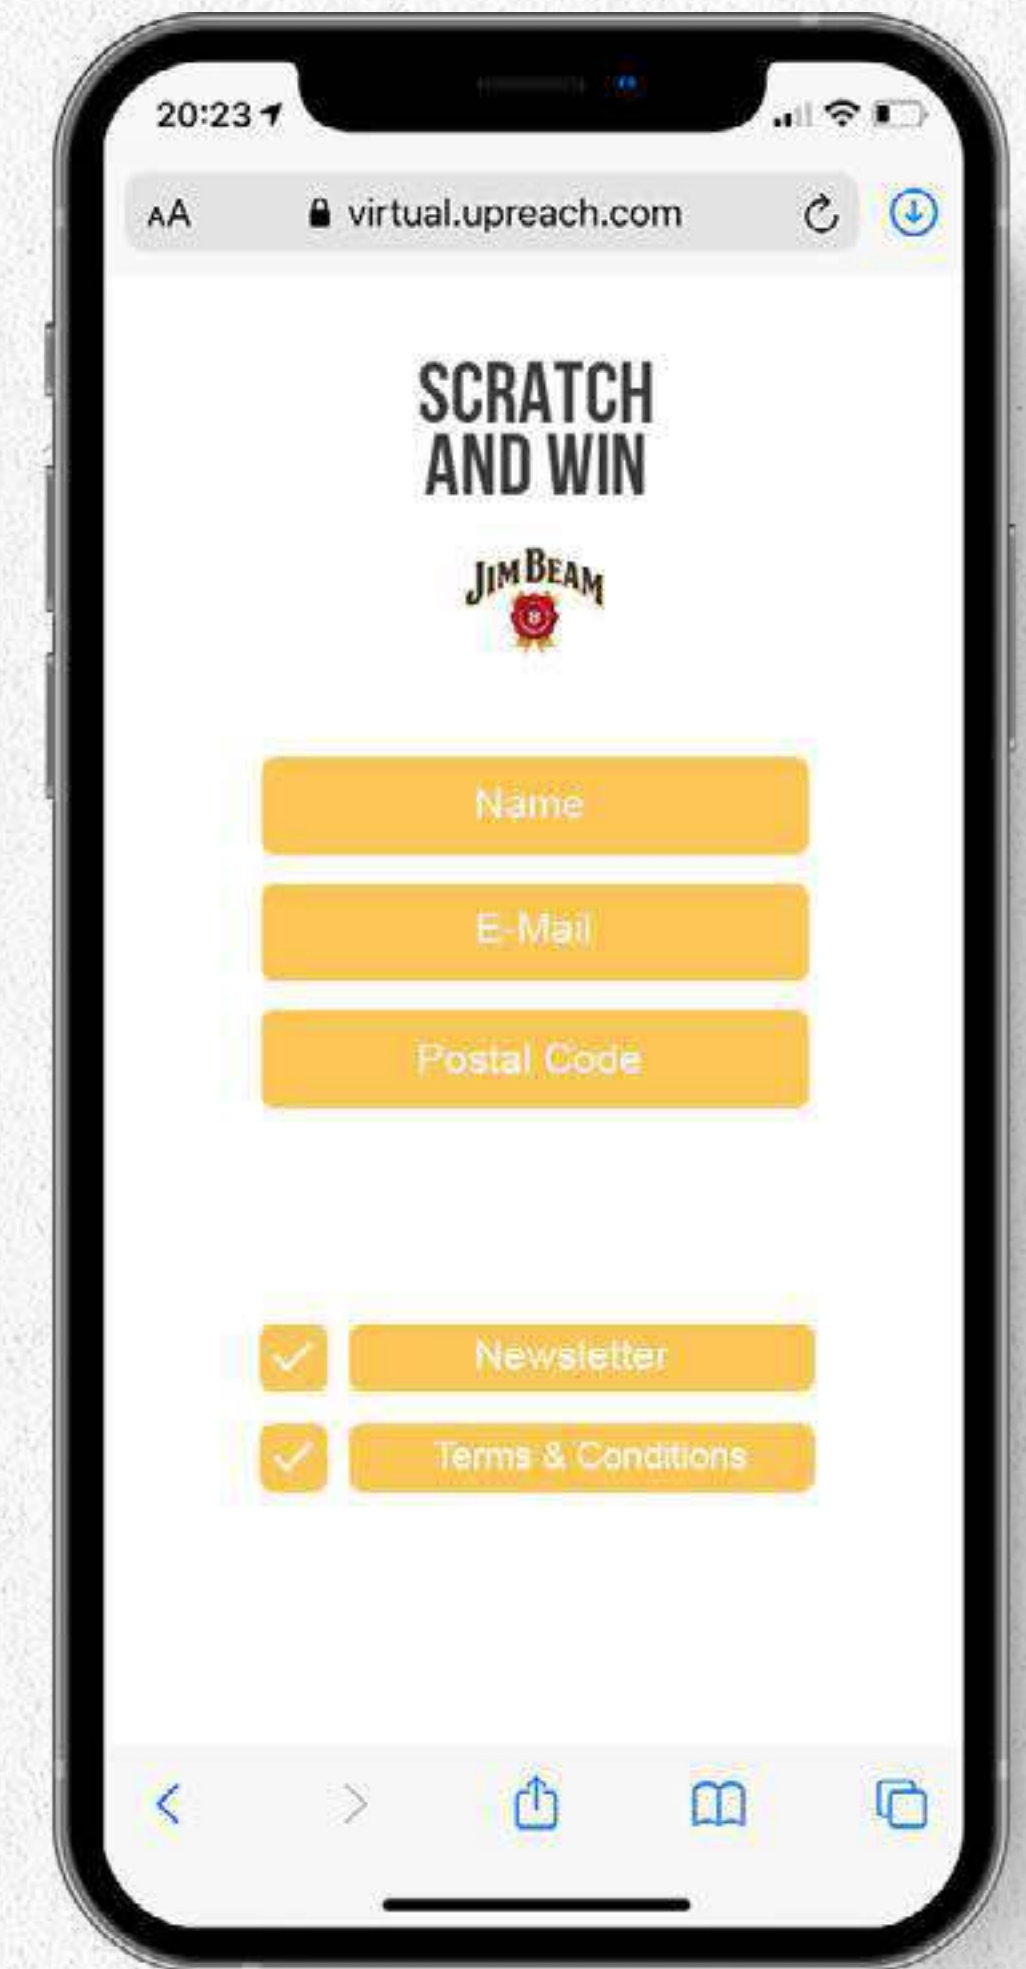 20:23
AA virtual.upreach.com
SCRATCH
AND WIN
JIM BEAM
B
Name
E-Mail
Postal Code
Newsletter
Terms & Conditions